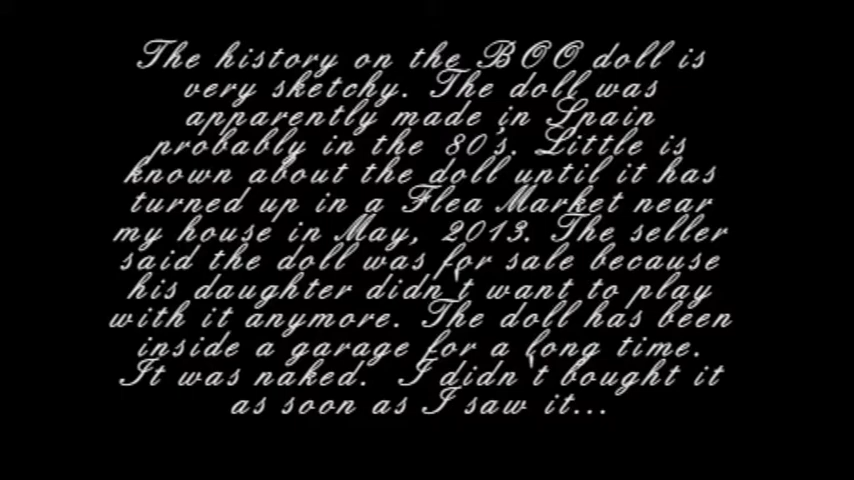 The history on the BOO doll is
very sketchy. The doll was
apparently made in Spain
probably in the 80's. Little is
known about the doll until it has
turned up in a Flea Market near
my house in May, 2013. The seller
said the doll was for sale because
his daughter didn't want to play
with it anymore. The doll has been
inside a garage for a long time.
It was naked. I didn't bought it
as soon as I saw it...